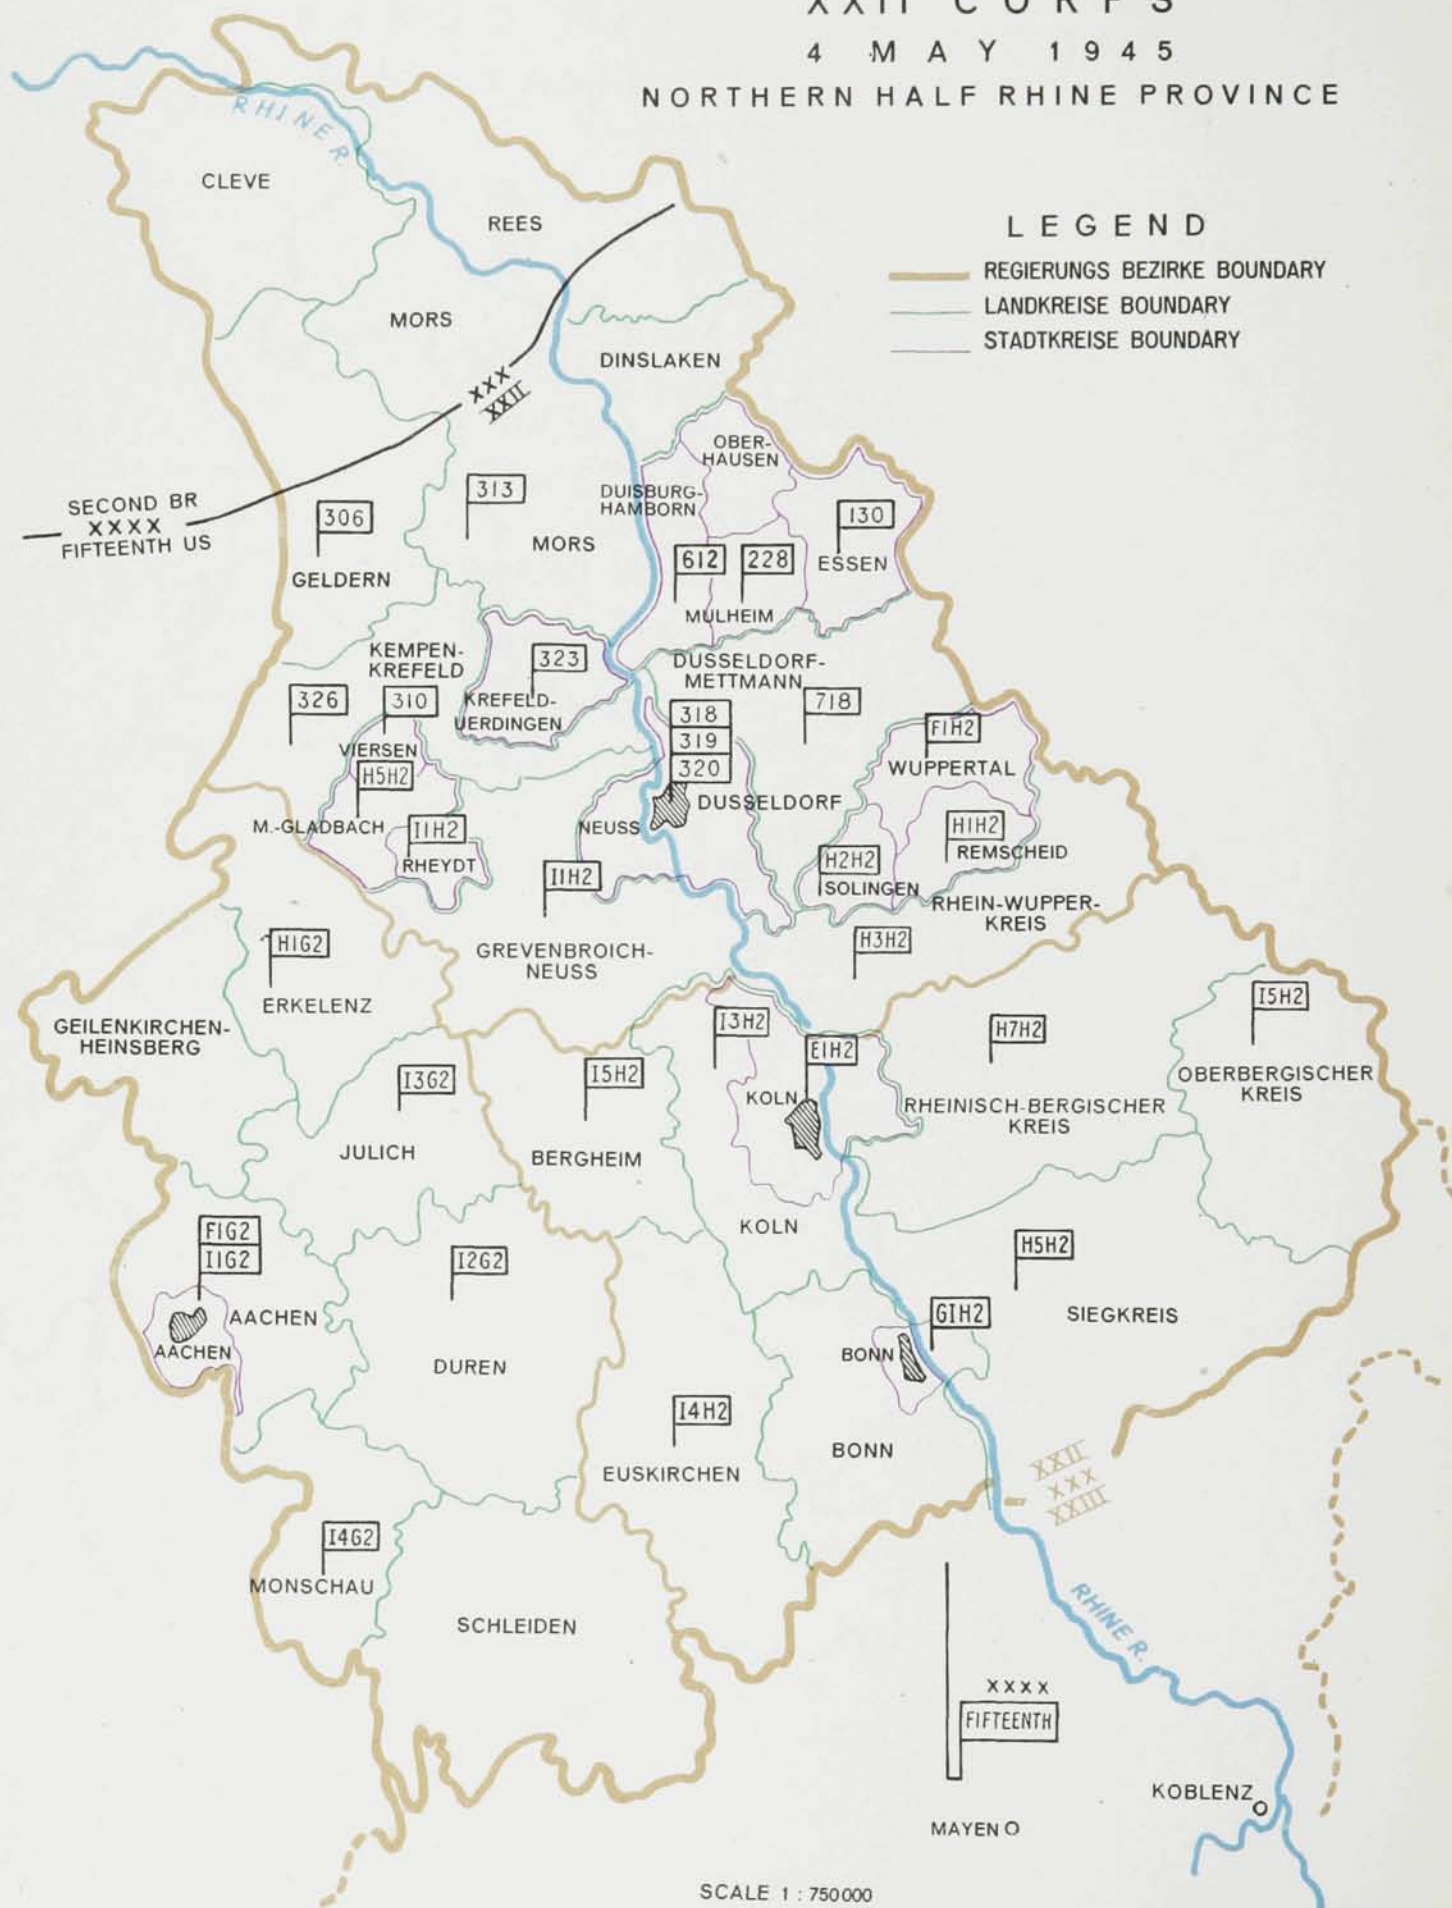 XXII CORPS
4 MAY 1945
NORTHERN HALF RHINE PROVINCE
LEGEND
REGIERUNGS BEZIRKE BOUNDARY
LANDKREISE BOUNDARY
STADTKREISE BOUNDARY
RHINE R.
CLEVE
REES
MORS
DINSLAKEN
XXX
XXII
SECOND BR
XXXX
FIFTEENTH US
306
GELDERN
313
MORS
OBER-
HAUSEN
DUISBURG-
HAMBORN
130
ESSEN
612
228
MULHEIM
KEMPEN-
KREFELD
323
KREFELD-
UERDINGEN
DUSSELDORF-
METTMANN
326
310
VIERSEN
H5H2
318
319
320
718
F1H2
WUPPERTAL
DUSSELDORF
M.-GLADBACH
I1H2
RHEYDT
NEUSS
I1H2
H1H2
REMSCHEID
H2H2
SOLINGEN
RHEIN-WUPPER-
KREIS
H3H2
H1G2
ERKELENZ
GREVENBROICH-
NEUSS
GEILENKIRCHEN-
HEINSBERG
I3H2
E1H2
H7H2
I5H2
OBERBERGISCHER
KREIS
I3G2
JULICH
I5H2
BERGHEIM
KOLN
RHEINISCH-BERGISCHER
KREIS
KOLN
F1G2
I1G2
AACHEN
AACHEN
I2G2
DUREN
H5H2
SIEGKREIS
G1H2
BONN
I4H2
EUSKIRCHEN
BONN
XXII
XXX
XXIII
I4G2
MONSCHAU
SCHLEIDEN
RHINE R.
XXXX
FIFTEENTH
KOBLENZ
MAYEN
SCALE 1 : 750000